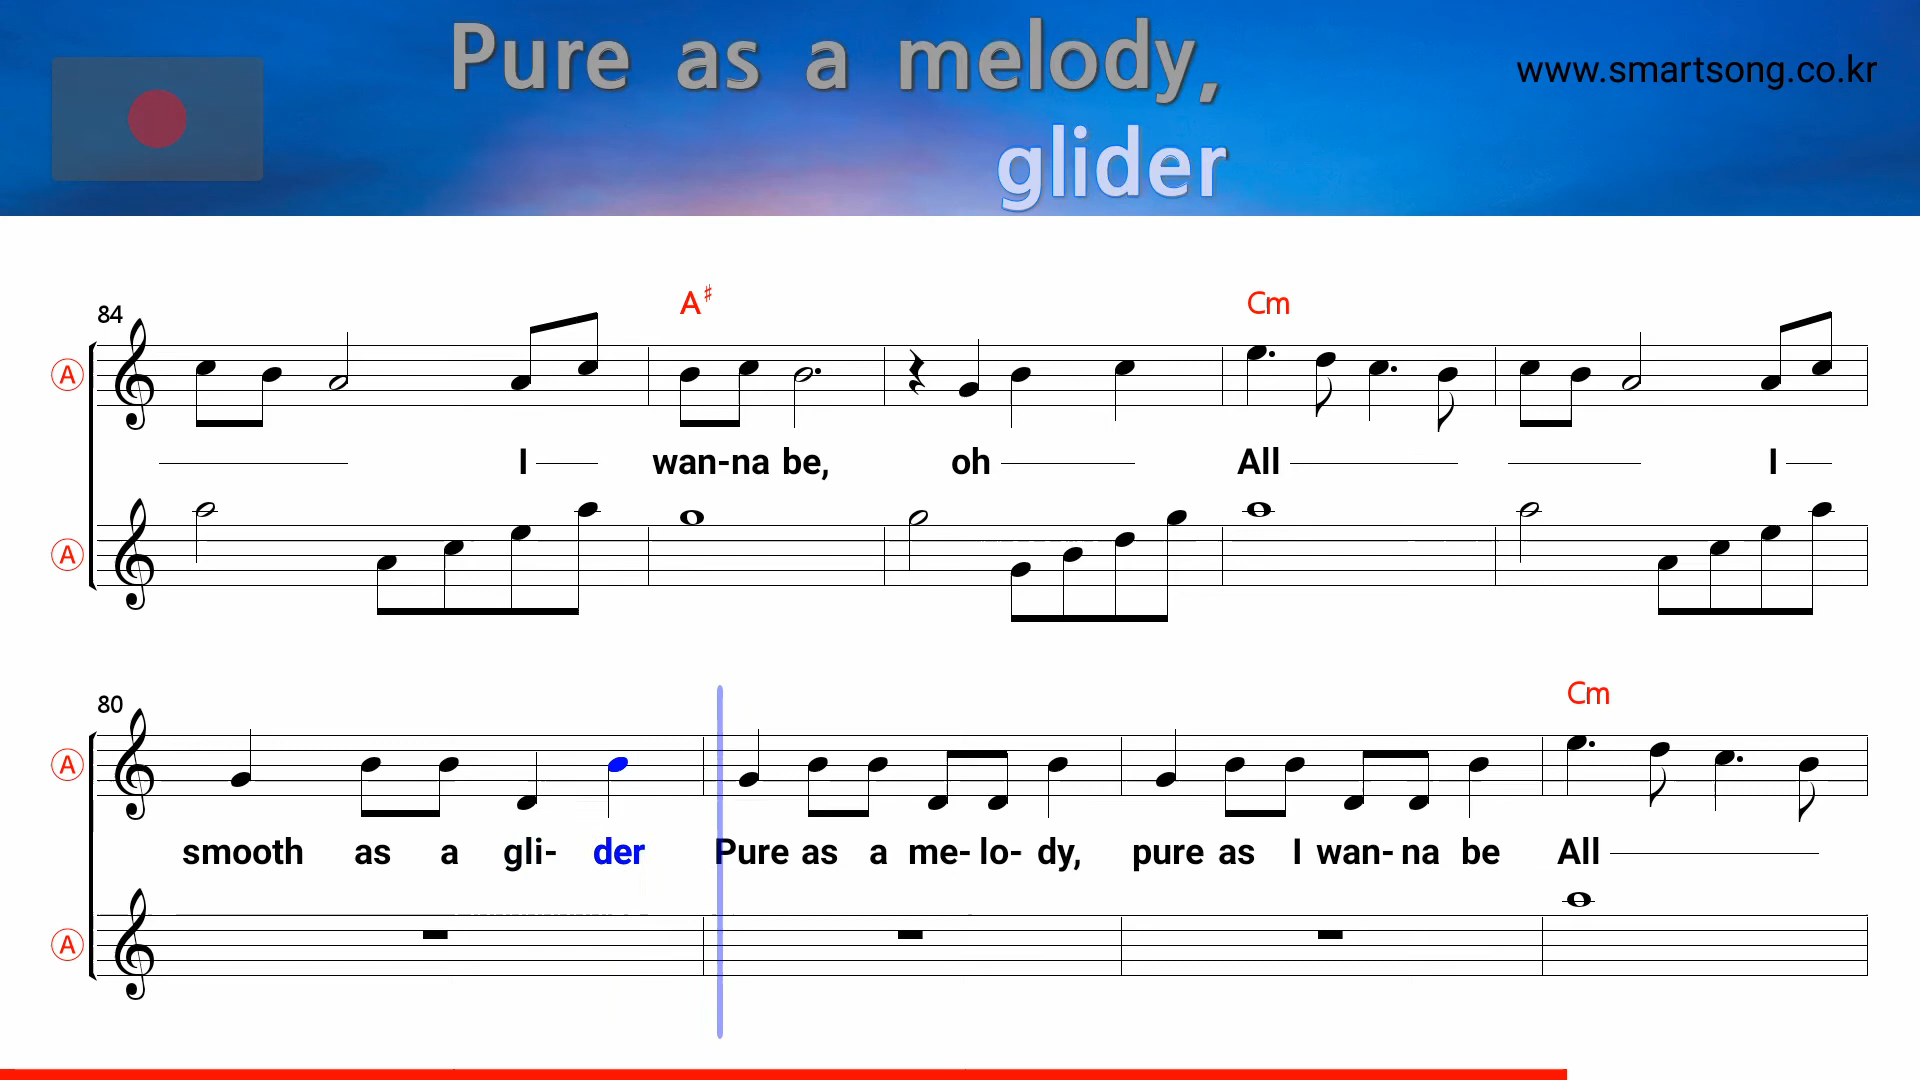 Pure as a melody,
www.smartsong.co.kr
glider
84
A♯
Cm
A
I wan-na be, oh All I
A
80
Cm
A
smooth as a gli- der Pure as a me- lo- dy, pure as I wan- na be All
A